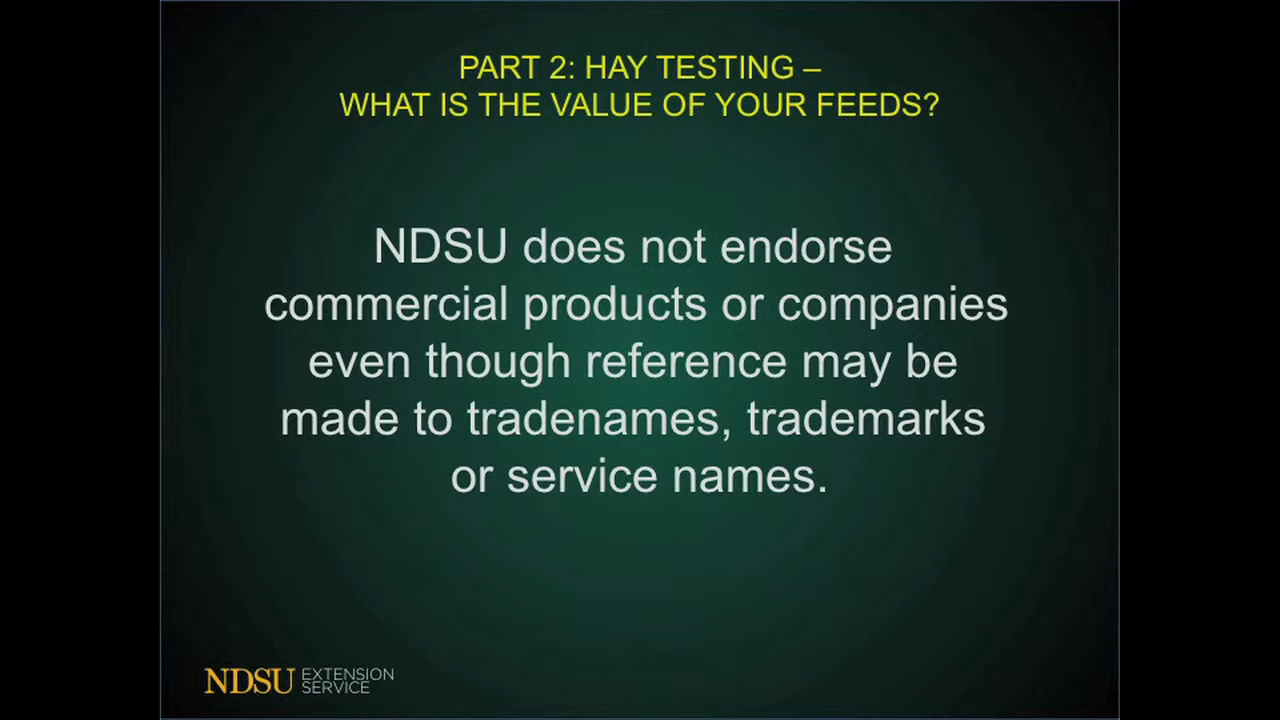 PART 2: HAY TESTING –
WHAT IS THE VALUE OF YOUR FEEDS?
NDSU does not endorse
commercial products or companies
even though reference may be
made to tradenames, trademarks
or service names.
NDSU EXTENSION
SERVICE